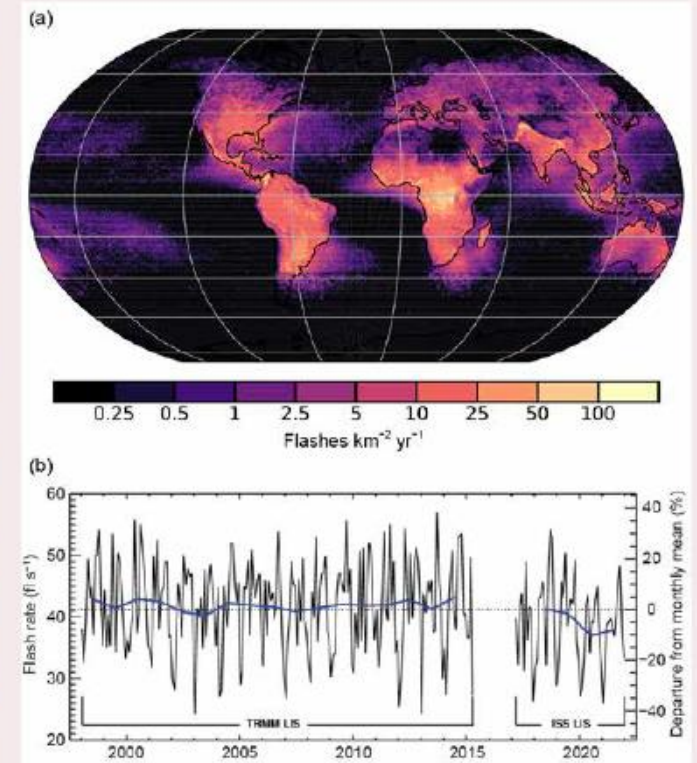 (a)
0.25 0.5 1 2.5 5 10 25 50 100
Flashes km⁻² yr⁻¹
(b)
Flash rate (fl s⁻¹)
60
50
40
30
20
40
20
0
−20
−40
Departure from monthly mean (%)
TRMM LIS
ISS LIS
2000 2005 2010 2015 2020